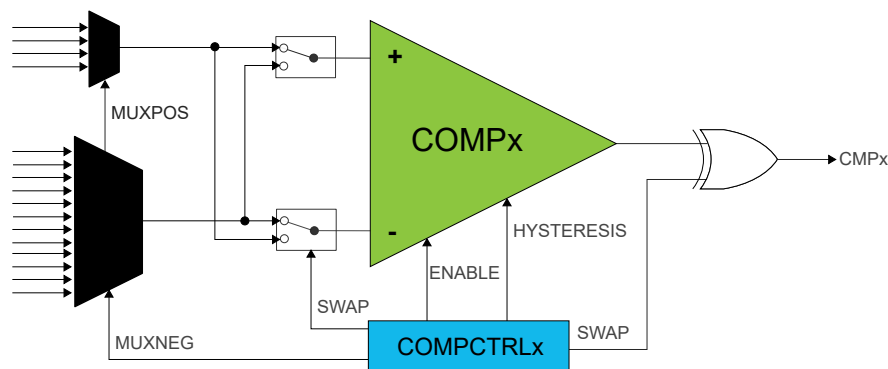 MUXPOS
+
COMPx
CMPx
-
HYSTERESIS
ENABLE
SWAP
SWAP
COMPCTRLx
MUXNEG